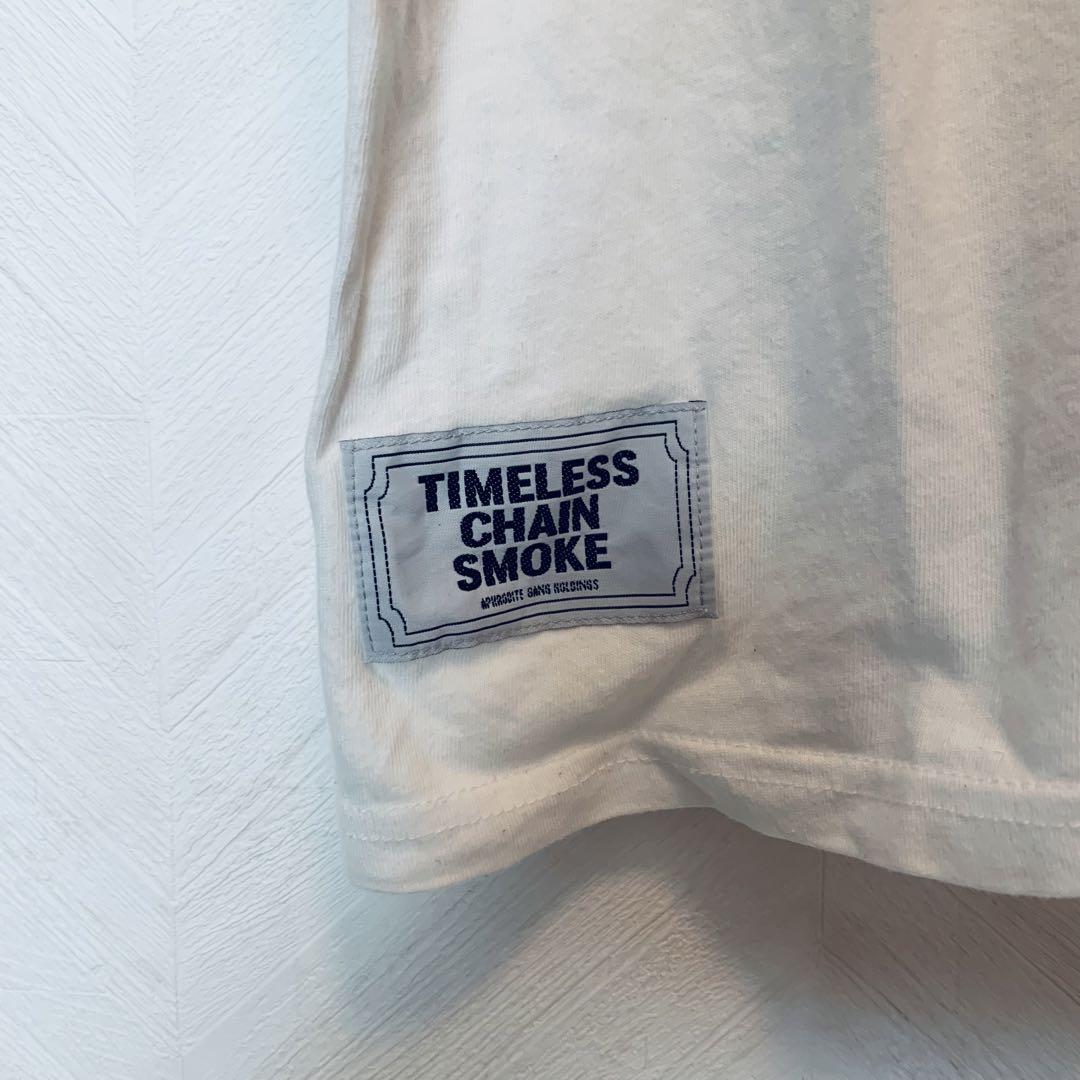 TIMELESS
CHAIN
SMOKE
APHRODITE GANG HOLDINGS